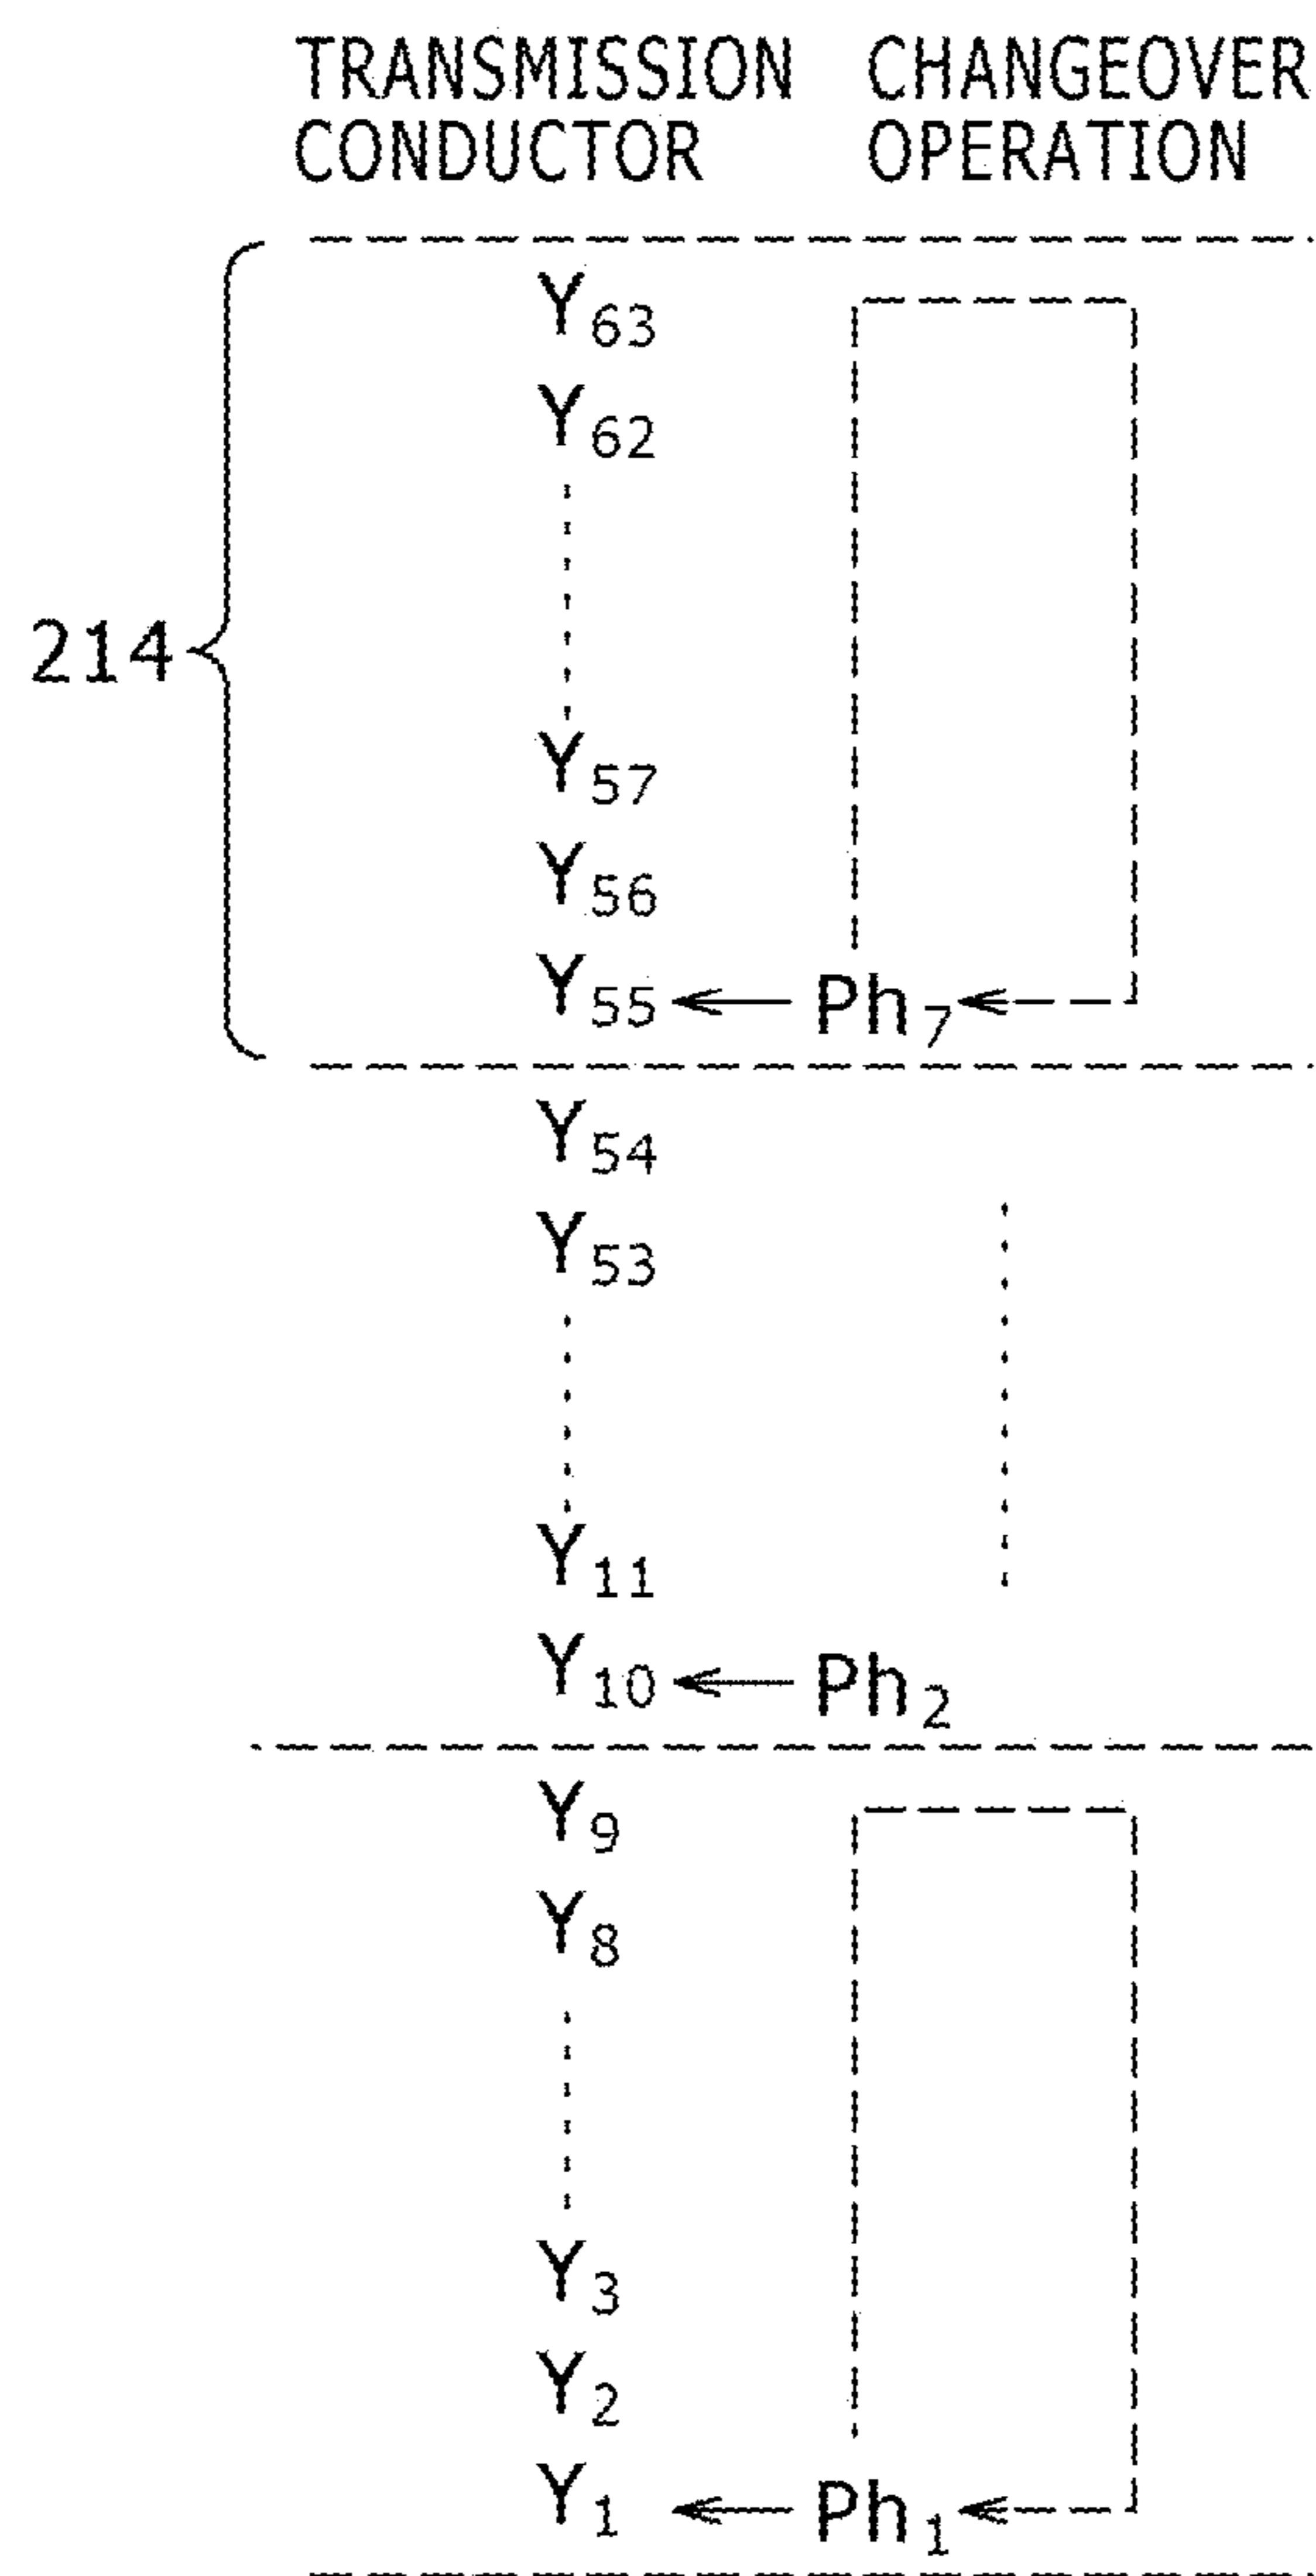 TRANSMISSION CHANGEOVER
CONDUCTOR OPERATION
Y63
Y62
214
Y57
Y56
Y55 ← Ph7
Y54
Y53
Y11
Y10 ← Ph2
Y9
Y8
Y3
Y2
Y1 ← Ph1